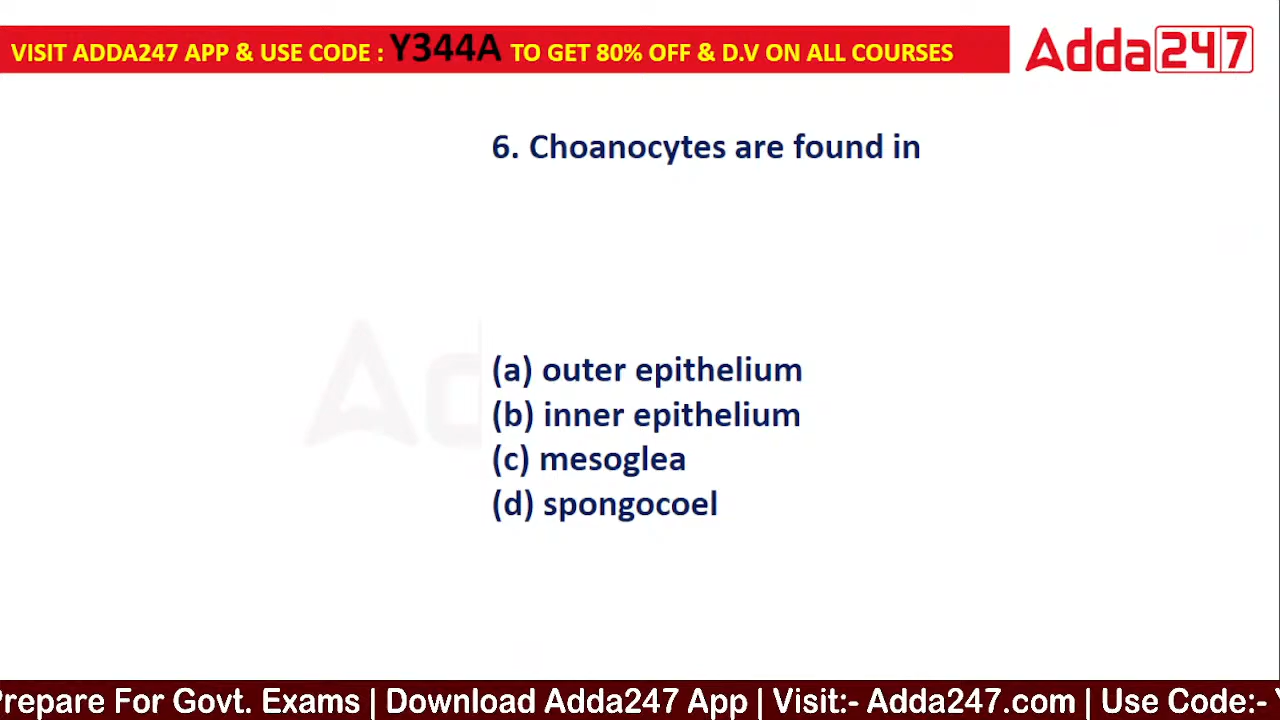 VISIT ADDA247 APP & USE CODE : Y344A TO GET 80% OFF & D.V ON ALL COURSES
Adda247
6. Choanocytes are found in
Ad
(a) outer epithelium
(b) inner epithelium
(c) mesoglea
(d) spongocoel
Prepare For Govt. Exams | Download Adda247 App | Visit:- Adda247.com | Use Code:-